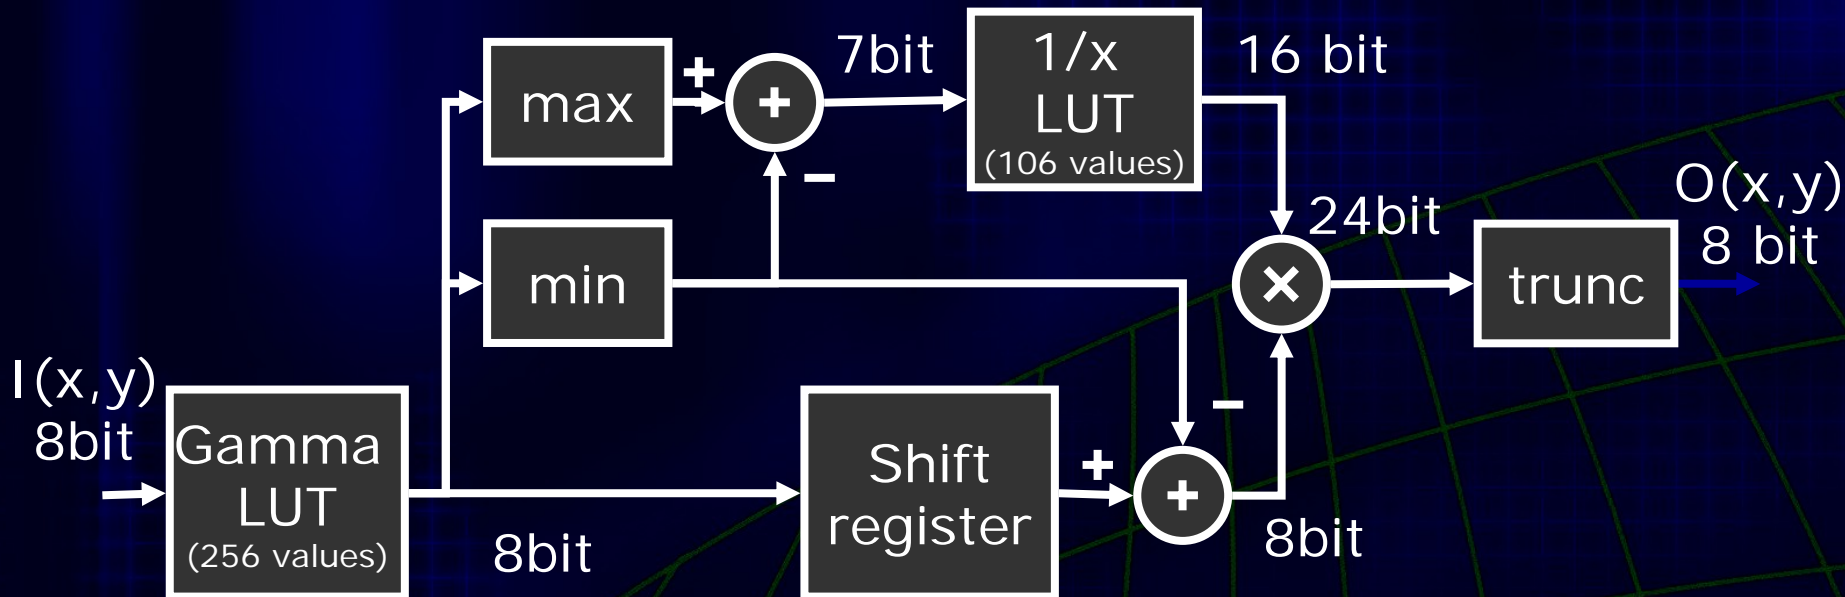 max
+
+
7bit
1/x
LUT
(106 values)
16 bit
−
min
×
24bit
trunc
O(x,y)
8 bit
I(x,y)
8bit
Gamma
LUT
(256 values)
8bit
Shift
register
+
−
+
8bit